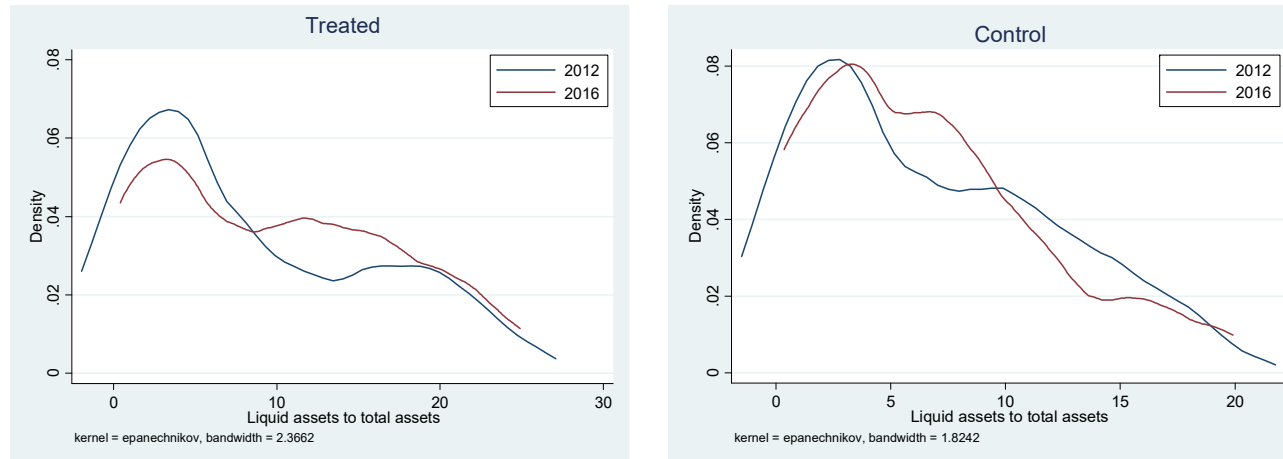 Treated
2012
2016
Density
.08
.06
.04
.02
0
0 10 20 30
Liquid assets to total assets
kernel = epanechnikov, bandwidth = 2.3662
Control
2012
2016
Density
.08
.06
.04
.02
0
0 5 10 15 20
Liquid assets to total assets
kernel = epanechnikov, bandwidth = 1.8242